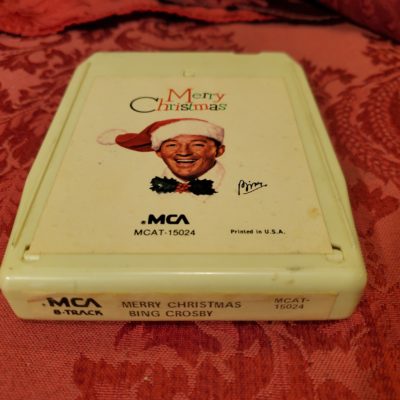 Merry
Christmas
Bing
MCA
MCAT-15024
Printed in U.S.A.
MCA
8-TRACK
MERRY CHRISTMAS
BING CROSBY
MCAT-
15024